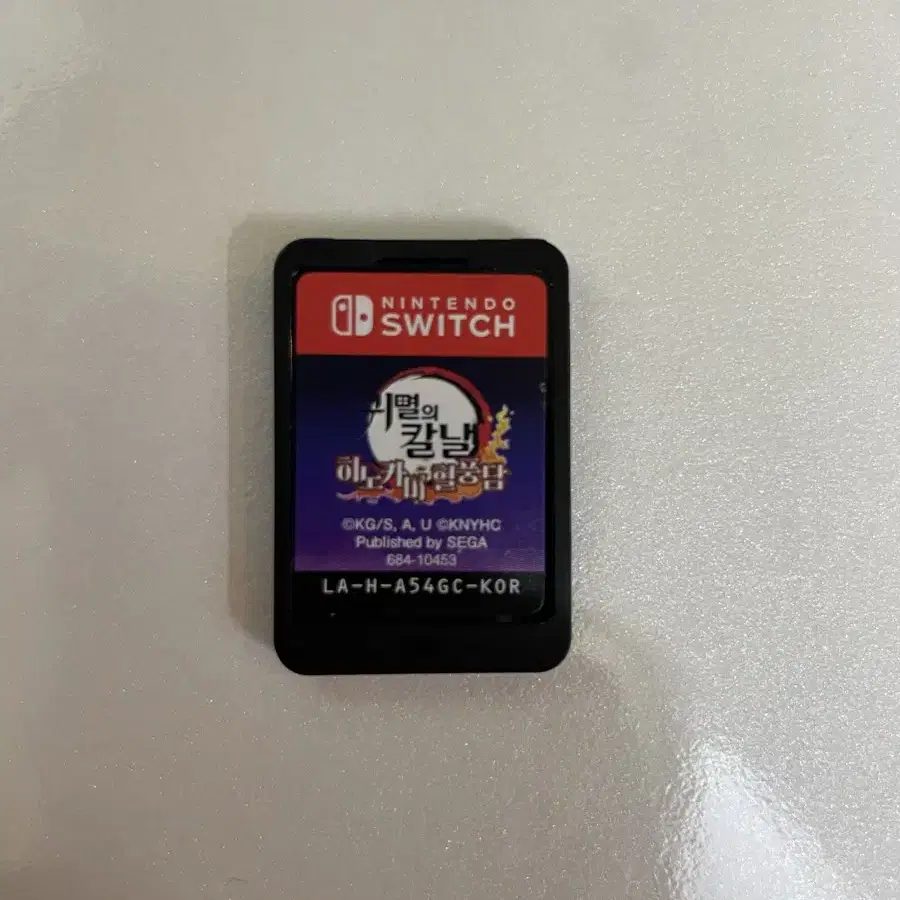 NINTENDO
SWITCH
귀멸의
칼날
히노카미 혈풍담
©KG/S, A, U ©KNYHC
Published by SEGA
684-10453
LA-H-A54GC-KOR